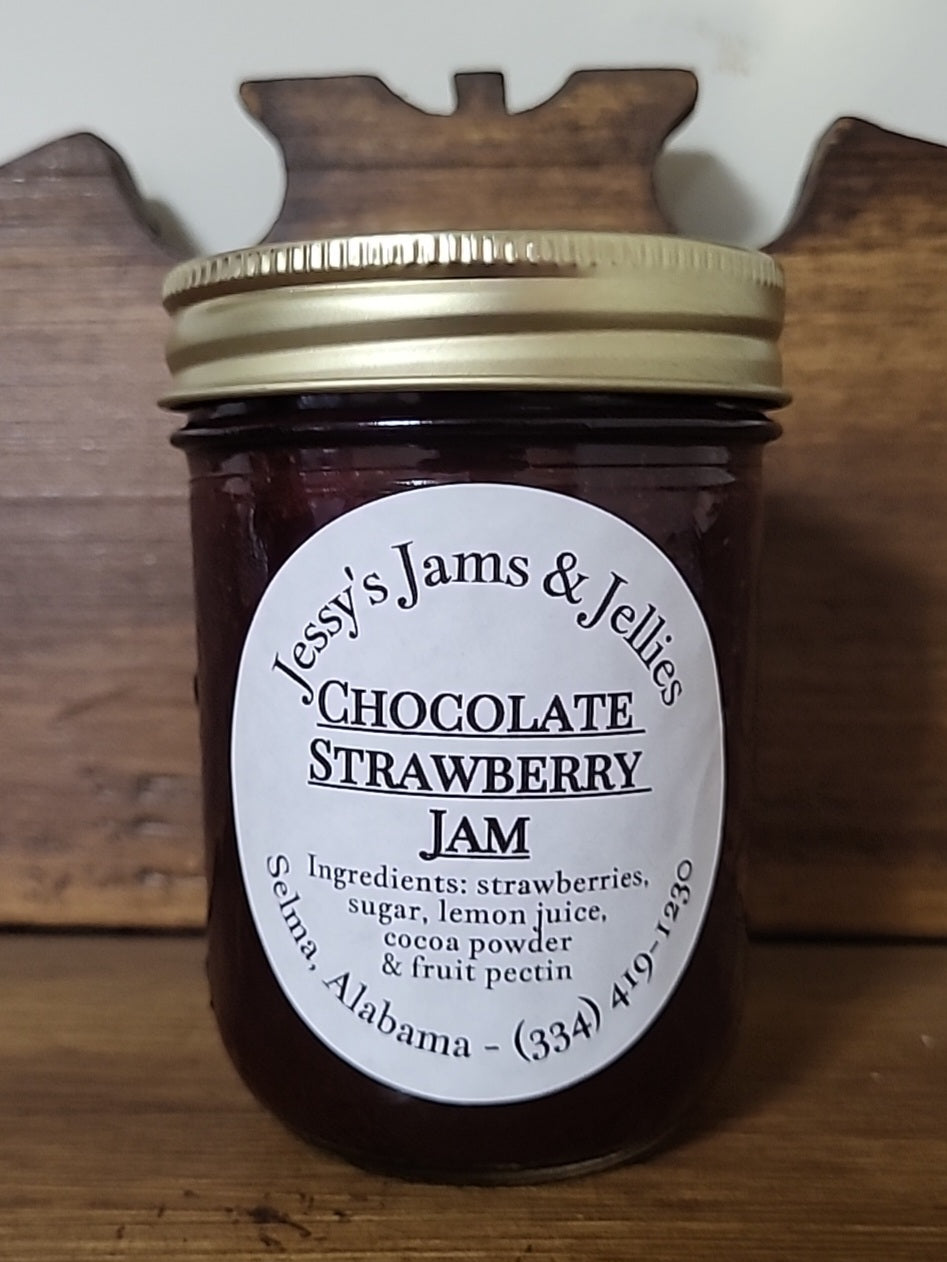 Jessy's Jams & Jellies
CHOCOLATE
STRAWBERRY
JAM
Ingredients: strawberries,
sugar, lemon juice,
cocoa powder
& fruit pectin
Selma, Alabama - (334) 419-1230